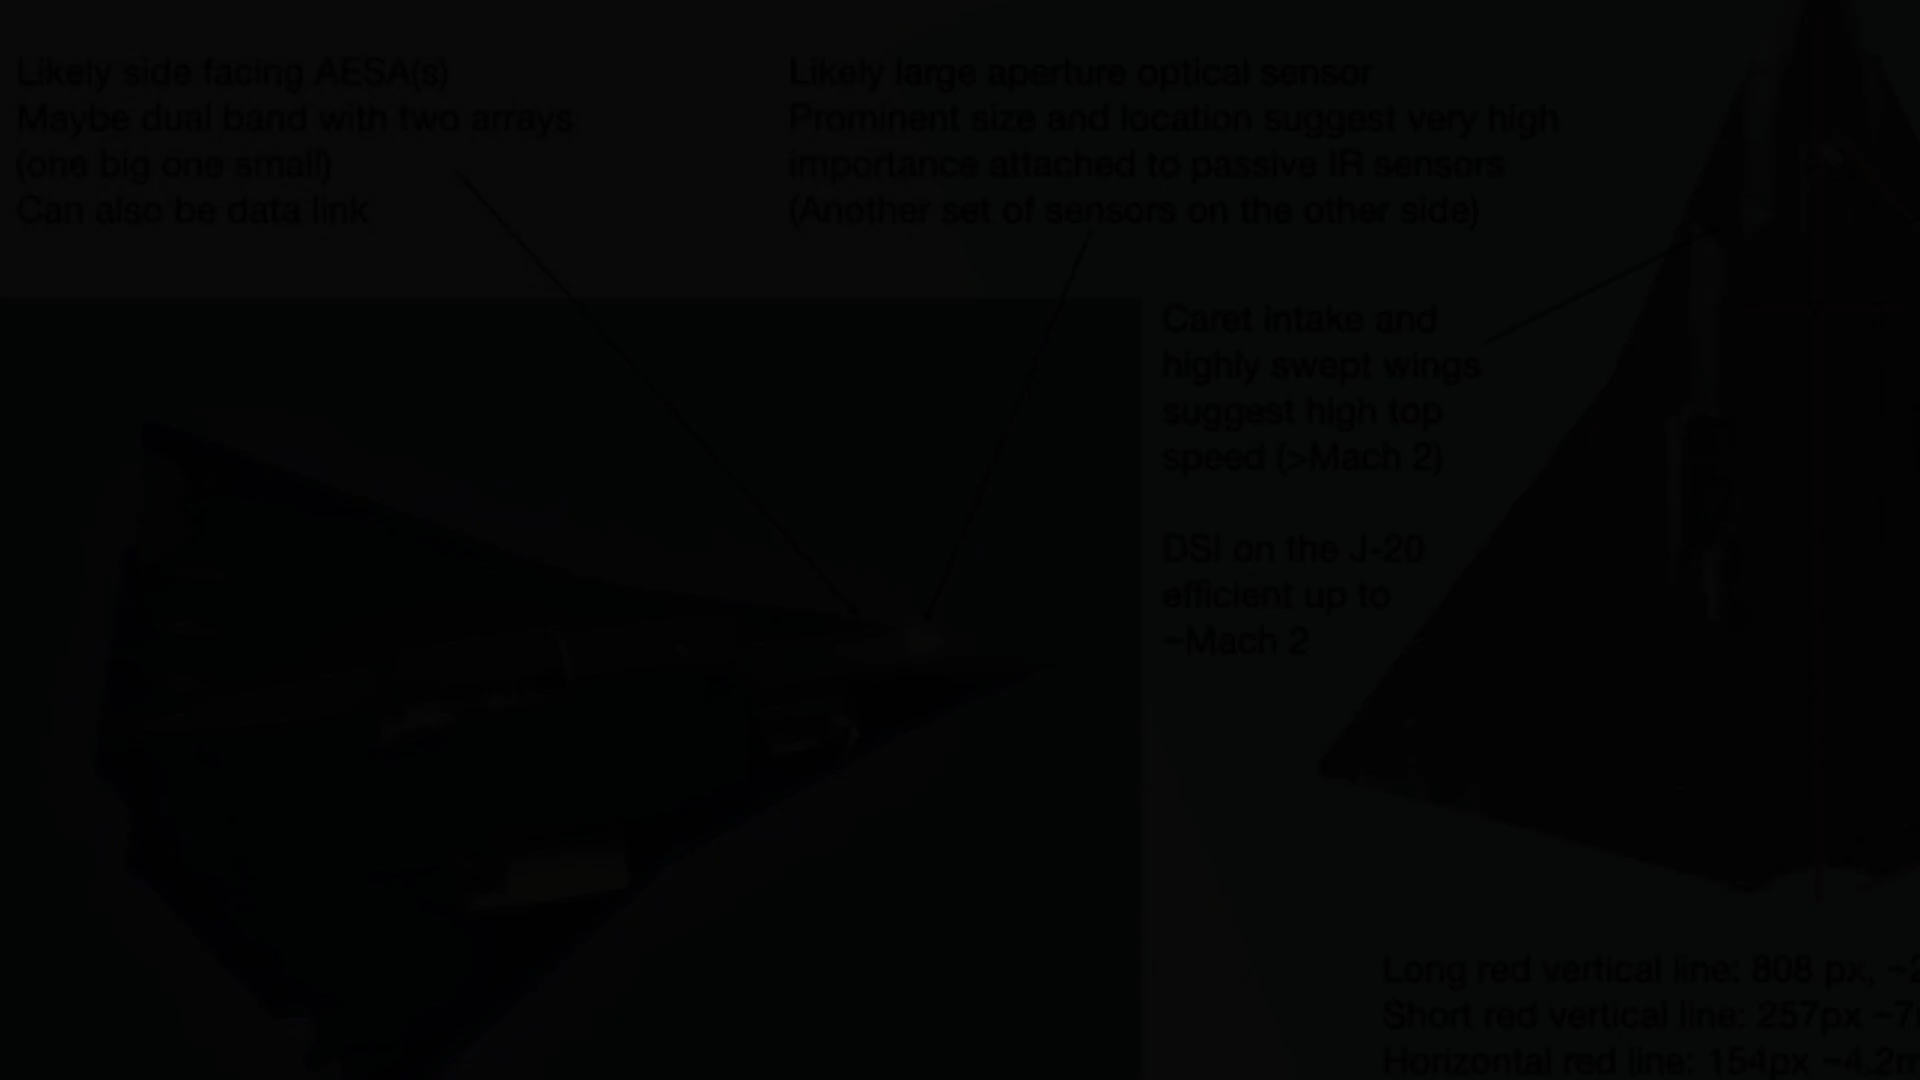 Likely side facing AESA(s)
Maybe dual band with two arrays
(one big one small)
Can also be data link
Likely large aperture optical sensor
Prominent size and location suggest very high
importance attached to passive IR sensors
(Another set of sensors on the other side)
Caret intake and
highly swept wings
suggest high top
speed (>Mach 2)
DSI on the J-20
efficient up to
~Mach 2
Long red vertical line: 808 px, ~2
Short red vertical line: 257px ~7
Horizontal red line: 154px ~4.2m